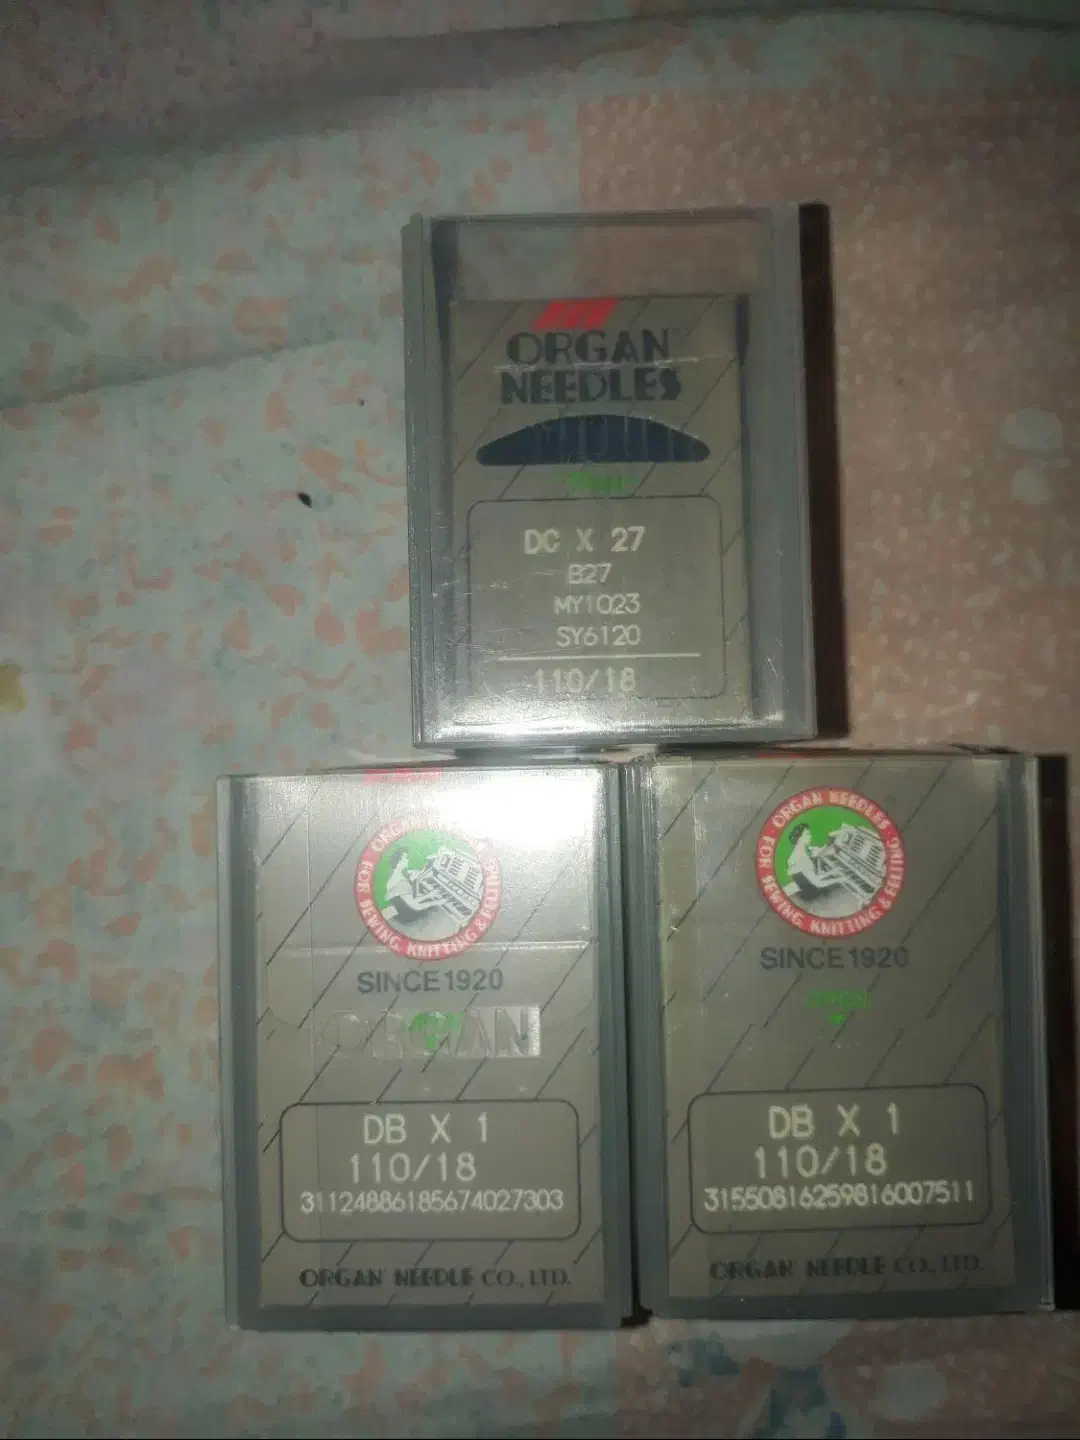 ORGAN
NEEDLES
DC X 27
B27
MY1023
SY6120
110/18
ORGAN NEEDLES
FOR SEWING, KNITTING & FELTING
SINCE 1920
ORGAN
DB X 1
110/18
31124886185674027303
ORGAN NEEDLE CO., LTD.
ORGAN NEEDLES
FOR SEWING, KNITTING & FELTING
SINCE 1920
OPEN
DB X 1
110/18
31550816259816007511
ORGAN NEEDLE CO., LTD.